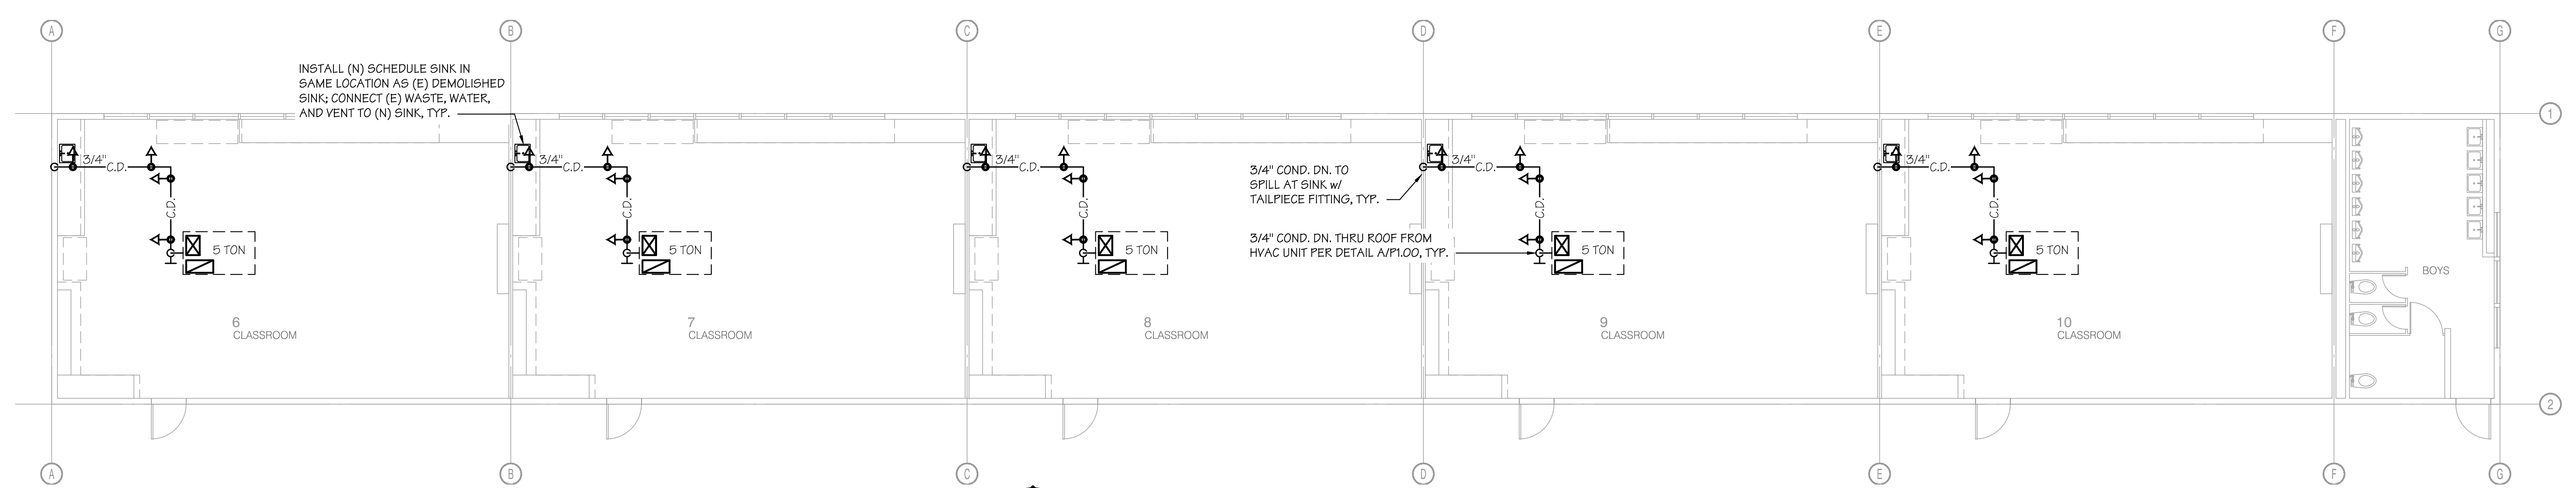 A
B
C
D
E
F
G
INSTALL (N) SCHEDULE SINK IN
SAME LOCATION AS (E) DEMOLISHED
SINK; CONNECT (E) WASTE, WATER,
AND VENT TO (N) SINK, TYP.
1
3/4"
C.D.
C.D.
5 TON
6
CLASSROOM
3/4"
C.D.
C.D.
5 TON
7
CLASSROOM
3/4"
C.D.
C.D.
5 TON
8
CLASSROOM
3/4" COND. DN. TO
SPILL AT SINK w/
TAILPIECE FITTING, TYP.
3/4" COND. DN. THRU ROOF FROM
HVAC UNIT PER DETAIL A/P1.00, TYP.
3/4"
C.D.
C.D.
5 TON
9
CLASSROOM
3/4"
C.D.
C.D.
5 TON
10
CLASSROOM
BOYS
2
A
B
C
D
E
F
G